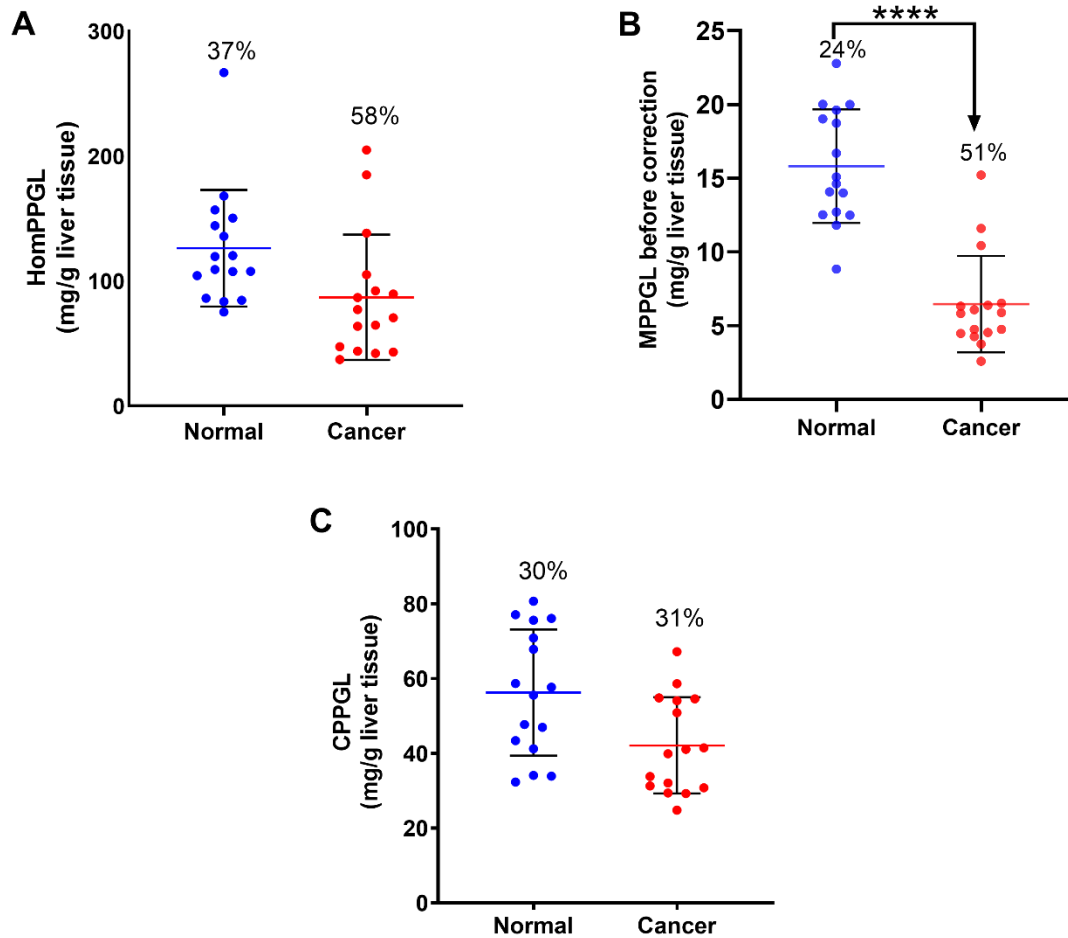 A
HomPPGL
(mg/g liver tissue)
300
200
100
0
37%
58%
Normal
Cancer
B
MPPGL before correction
(mg/g liver tissue)
25
20
15
10
5
0
24%
****
51%
Normal
Cancer
C
CPPGL
(mg/g liver tissue)
100
80
60
40
20
0
30%
31%
Normal
Cancer